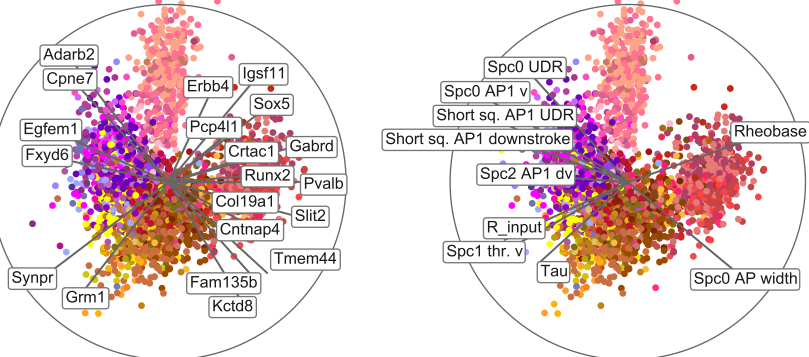 Adarb2
Cpne7
Igsf11
Erbb4
Sox5
Egfem1
Pcp4l1
Fxyd6
Crtac1
Gabrd
Runx2
Pvalb
Col19a1
Slit2
Cntnap4
Synpr
Grm1
Tmem44
Fam135b
Kctd8
Spc0 UDR
Spc0 AP1 v
Short sq. AP1 UDR
Short sq. AP1 downstroke
Rheobase
Spc2 AP1 dv
R_input
Spc1 thr. v
Tau
Spc0 AP width